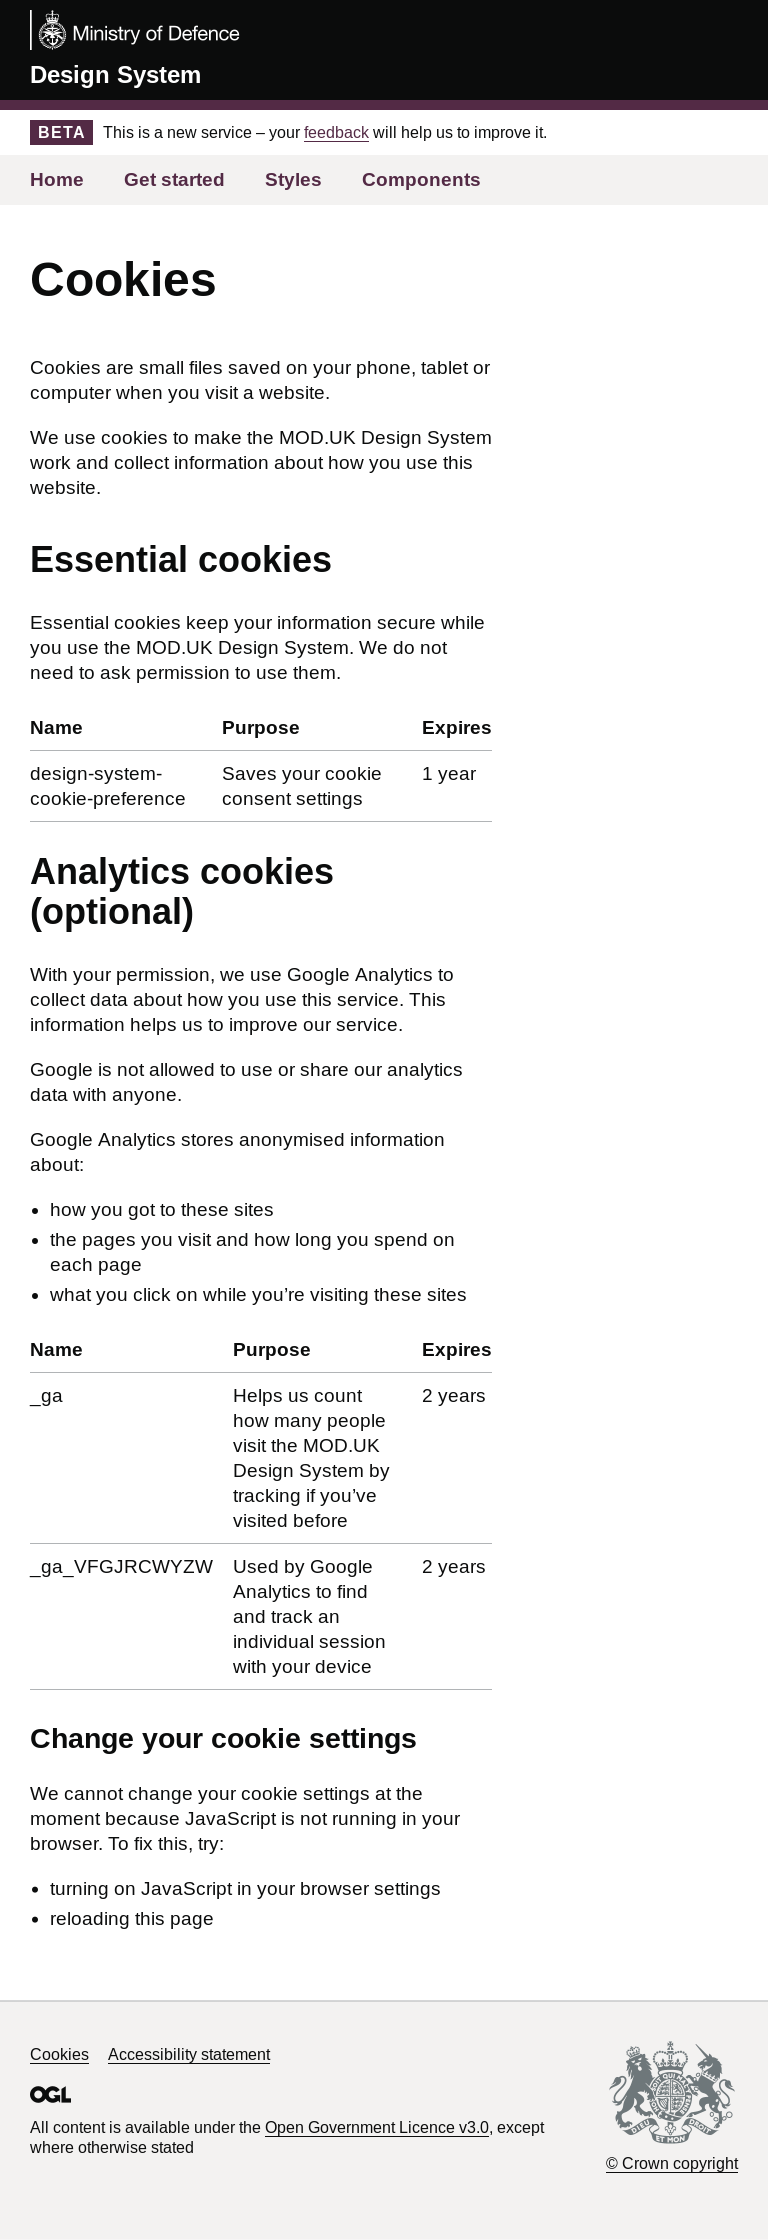 Ministry of Defence
Design System
BETA This is a new service – your feedback will help us to improve it.
Home Get started Styles Components
Cookies
Cookies are small files saved on your phone, tablet or
computer when you visit a website.
We use cookies to make the MOD.UK Design System
work and collect information about how you use this
website.
Essential cookies
Essential cookies keep your information secure while
you use the MOD.UK Design System. We do not
need to ask permission to use them.
Name Purpose Expires
design-system- Saves your cookie 1 year
cookie-preference consent settings
Analytics cookies
(optional)
With your permission, we use Google Analytics to
collect data about how you use this service. This
information helps us to improve our service.
Google is not allowed to use or share our analytics
data with anyone.
Google Analytics stores anonymised information
about:
• how you got to these sites
• the pages you visit and how long you spend on
each page
• what you click on while you’re visiting these sites
Name Purpose Expires
_ga Helps us count 2 years
how many people
visit the MOD.UK
Design System by
tracking if you’ve
visited before
_ga_VFGJRCWYZW Used by Google 2 years
Analytics to find
and track an
individual session
with your device
Change your cookie settings
We cannot change your cookie settings at the
moment because JavaScript is not running in your
browser. To fix this, try:
• turning on JavaScript in your browser settings
• reloading this page
Cookies Accessibility statement
OGL
All content is available under the Open Government Licence v3.0, except
where otherwise stated
DIEU ET MON DROIT
© Crown copyright